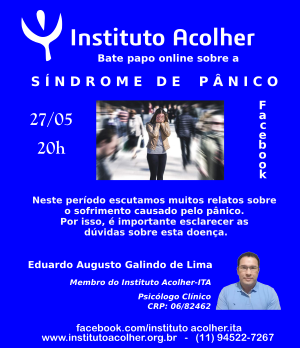 Instituto Acolher
Bate papo online sobre a
SÍNDROME DE PÂNICO
27/05
20h
Facebook
Neste período escutamos muitos relatos sobre
o sofrimento causado pelo pânico.
Por isso, é importante esclarecer as
dúvidas sobre esta doença.
Eduardo Augusto Galindo de Lima
Membro do Instituto Acolher-ITA
Psicólogo Clínico
CRP: 06/82462
facebook.com/instituto acolher.ita
www.institutoacolher.org.br - (11) 94522-7267